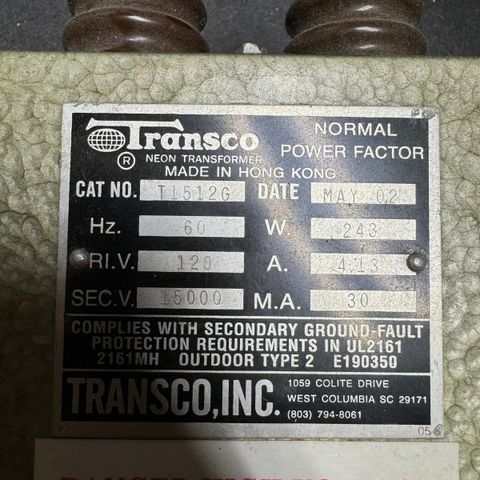 Transco
®
NEON TRANSFORMER
MADE IN HONG KONG
NORMAL
POWER FACTOR
CAT NO. T1512G DATE MAY 02
Hz. 60 W. 243
RI.V. 120 A. 4.13
SEC.V. 15000 M.A. 30
COMPLIES WITH SECONDARY GROUND-FAULT
PROTECTION REQUIREMENTS IN UL2161
2161MH OUTDOOR TYPE 2 E190350
TRANSCO, INC.
1059 COLITE DRIVE
WEST COLUMBIA SC 29171
(803) 794-8061